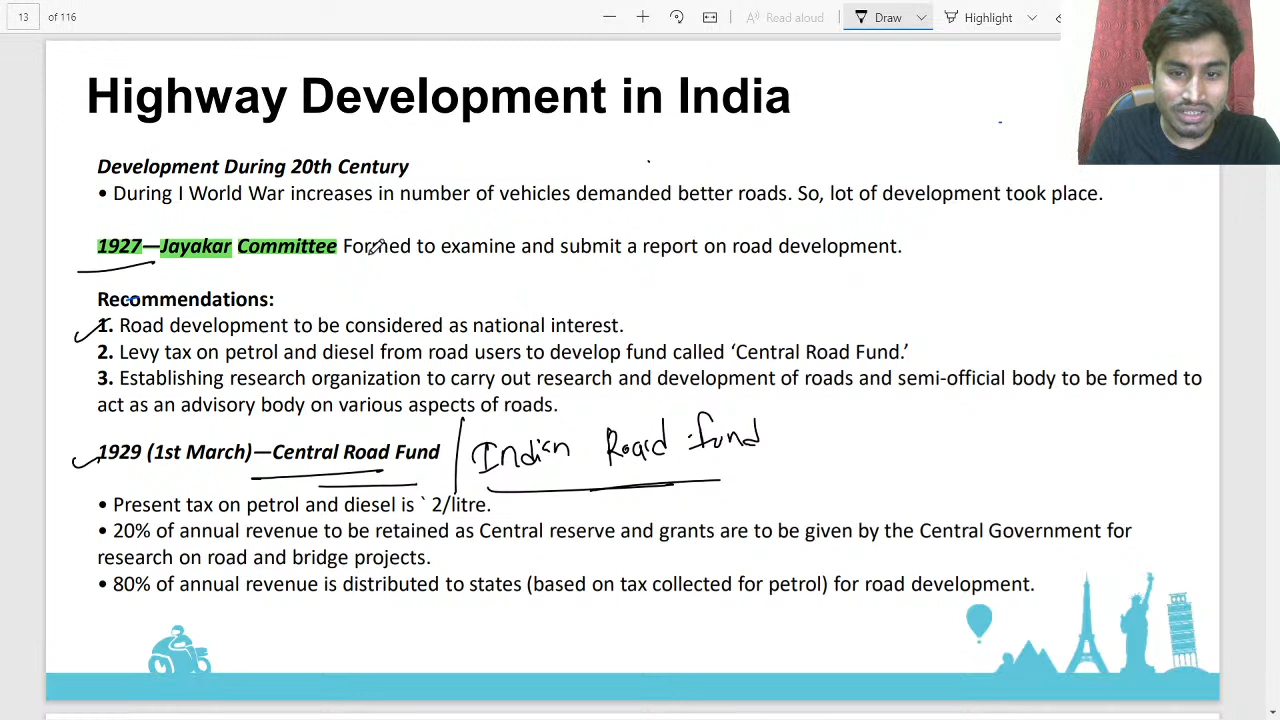 13 of 116 Read aloud Draw Highlight
Highway Development in India
Development During 20th Century
• During I World War increases in number of vehicles demanded better roads. So, lot of development took place.
1927—Jayakar Committee Formed to examine and submit a report on road development.
Recommendations:
1. Road development to be considered as national interest.
2. Levy tax on petrol and diesel from road users to develop fund called ‘Central Road Fund.’
3. Establishing research organization to carry out research and development of roads and semi-official body to be formed to
act as an advisory body on various aspects of roads.
1929 (1st March)—Central Road Fund Indian Road fund
• Present tax on petrol and diesel is ` 2/litre.
• 20% of annual revenue to be retained as Central reserve and grants are to be given by the Central Government for
research on road and bridge projects.
• 80% of annual revenue is distributed to states (based on tax collected for petrol) for road development.